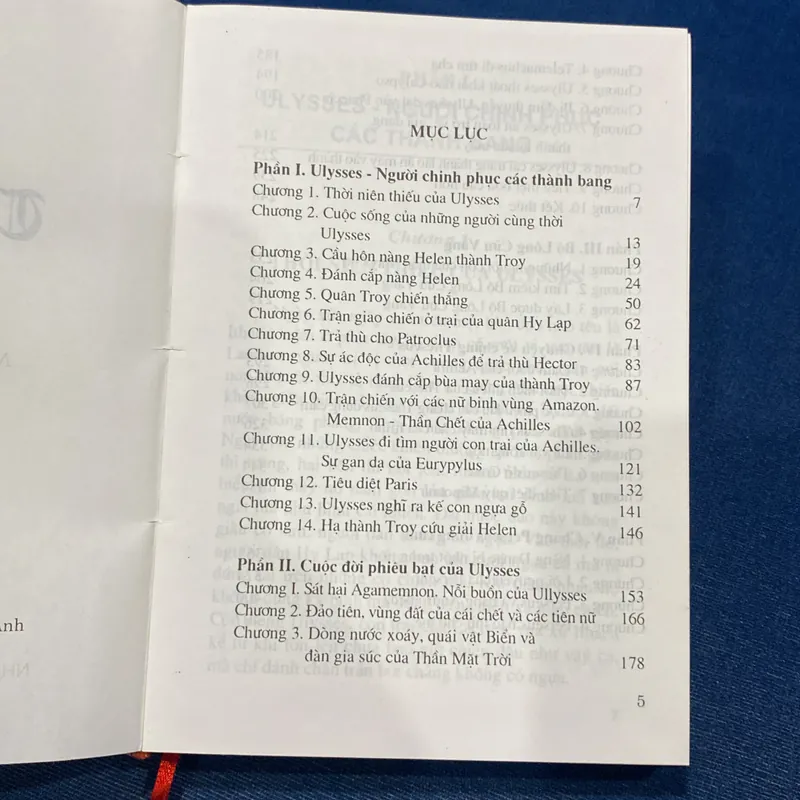 MỤC LỤC
Phần I. Ulysses - Người chinh phục các thành bang
Chương 1. Thời niên thiếu của Ulysses 7
Chương 2. Cuộc sống của những người cùng thời
Ulysses 13
Chương 3. Cầu hôn nàng Helen thành Troy 19
Chương 4. Đánh cắp nàng Helen 24
Chương 5. Quân Troy chiến thắng 50
Chương 6. Trận giao chiến ở trại của quân Hy Lạp 62
Chương 7. Trả thù cho Patroclus 71
Chương 8. Sự ác độc của Achilles để trả thù Hector 83
Chương 9. Ulysses đánh cắp bùa may của thành Troy 87
Chương 10. Trận chiến với các nữ binh vùng Amazon.
Memnon - Thần Chết của Achilles 102
Chương 11. Ulysses đi tìm người con trai của Achilles.
Sự gan dạ của Eurypylus 121
Chương 12. Tiêu diệt Paris 132
Chương 13. Ulysses nghĩ ra kế con ngựa gỗ 141
Chương 14. Hạ thành Troy cứu giải Helen 146
Phần II. Cuộc đời phiêu bạt của Ulysses
Chương I. Sát hại Agamemnon. Nỗi buồn của Ullysses 153
Chương 2. Đảo tiên, vùng đất của cái chết và các tiên nữ 166
Chương 3. Dòng nước xoáy, quái vật Biển và
đàn gia súc của Thần Mặt Trời 178
5